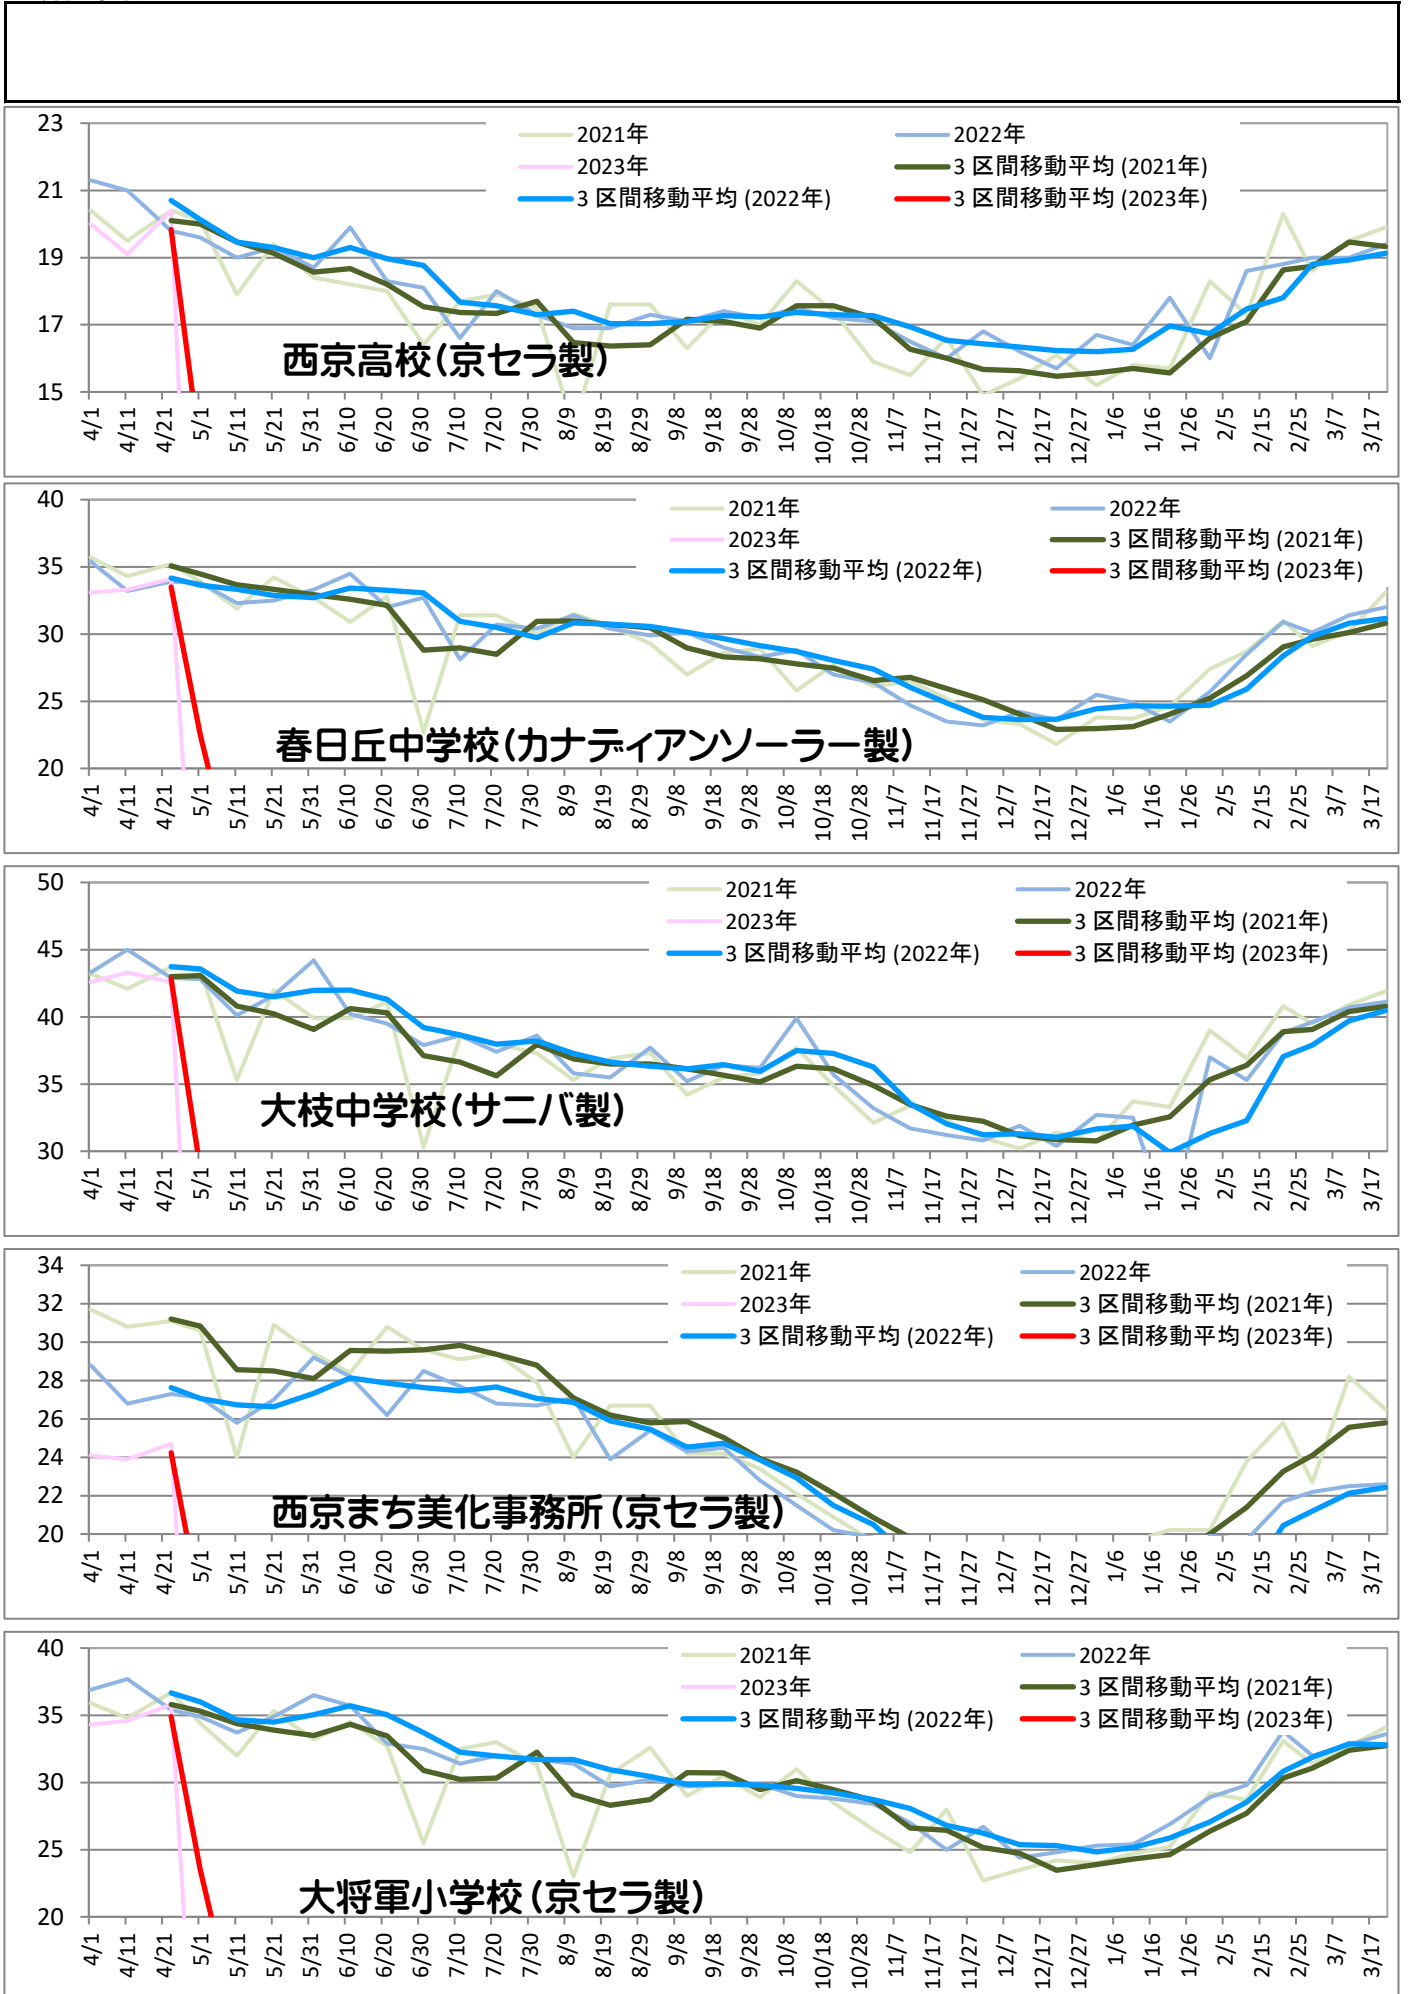 2021年 2022年
2023年 3 区間移動平均 (2021年)
3 区間移動平均 (2022年) 3 区間移動平均 (2023年)
23
21
19
17
15
西京高校(京セラ製)
4/1 4/11 4/21 5/1 5/11 5/21 5/31 6/10 6/20 6/30 7/10 7/20 7/30 8/9 8/19 8/29 9/8 9/18 9/28 10/8 10/18 10/28 11/7 11/17 11/27 12/7 12/17 12/27 1/6 1/16 1/26 2/5 2/15 2/25 3/7 3/17
2021年 2022年
2023年 3 区間移動平均 (2021年)
3 区間移動平均 (2022年) 3 区間移動平均 (2023年)
40
35
30
25
20
春日丘中学校(カナディアンソーラー製)
4/1 4/11 4/21 5/1 5/11 5/21 5/31 6/10 6/20 6/30 7/10 7/20 7/30 8/9 8/19 8/29 9/8 9/18 9/28 10/8 10/18 10/28 11/7 11/17 11/27 12/7 12/17 12/27 1/6 1/16 1/26 2/5 2/15 2/25 3/7 3/17
2021年 2022年
2023年 3 区間移動平均 (2021年)
3 区間移動平均 (2022年) 3 区間移動平均 (2023年)
50
45
40
35
30
大枝中学校(サニバ製)
4/1 4/11 4/21 5/1 5/11 5/21 5/31 6/10 6/20 6/30 7/10 7/20 7/30 8/9 8/19 8/29 9/8 9/18 9/28 10/8 10/18 10/28 11/7 11/17 11/27 12/7 12/17 12/27 1/6 1/16 1/26 2/5 2/15 2/25 3/7 3/17
2021年 2022年
2023年 3 区間移動平均 (2021年)
3 区間移動平均 (2022年) 3 区間移動平均 (2023年)
34
32
30
28
26
24
22
20
西京まち美化事務所(京セラ製)
4/1 4/11 4/21 5/1 5/11 5/21 5/31 6/10 6/20 6/30 7/10 7/20 7/30 8/9 8/19 8/29 9/8 9/18 9/28 10/8 10/18 10/28 11/7 11/17 11/27 12/7 12/17 12/27 1/6 1/16 1/26 2/5 2/15 2/25 3/7 3/17
2021年 2022年
2023年 3 区間移動平均 (2021年)
3 区間移動平均 (2022年) 3 区間移動平均 (2023年)
40
35
30
25
20
大将軍小学校(京セラ製)
4/1 4/11 4/21 5/1 5/11 5/21 5/31 6/10 6/20 6/30 7/10 7/20 7/30 8/9 8/19 8/29 9/8 9/18 9/28 10/8 10/18 10/28 11/7 11/17 11/27 12/7 12/17 12/27 1/6 1/16 1/26 2/5 2/15 2/25 3/7 3/17